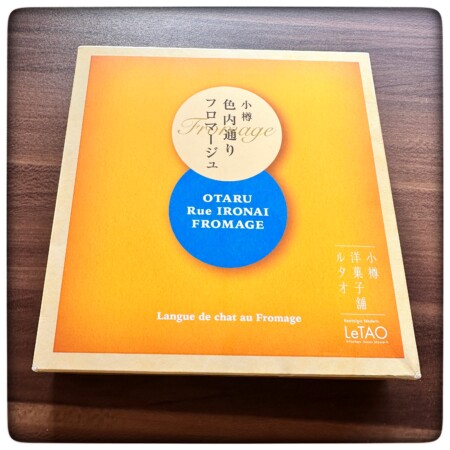 小樽
色内通り
フロマージュ
Fromage
OTARU
Rue IRONAI
FROMAGE
Langue de chat au Fromage
小樽
洋菓子舗
ルタオ
LeTAO